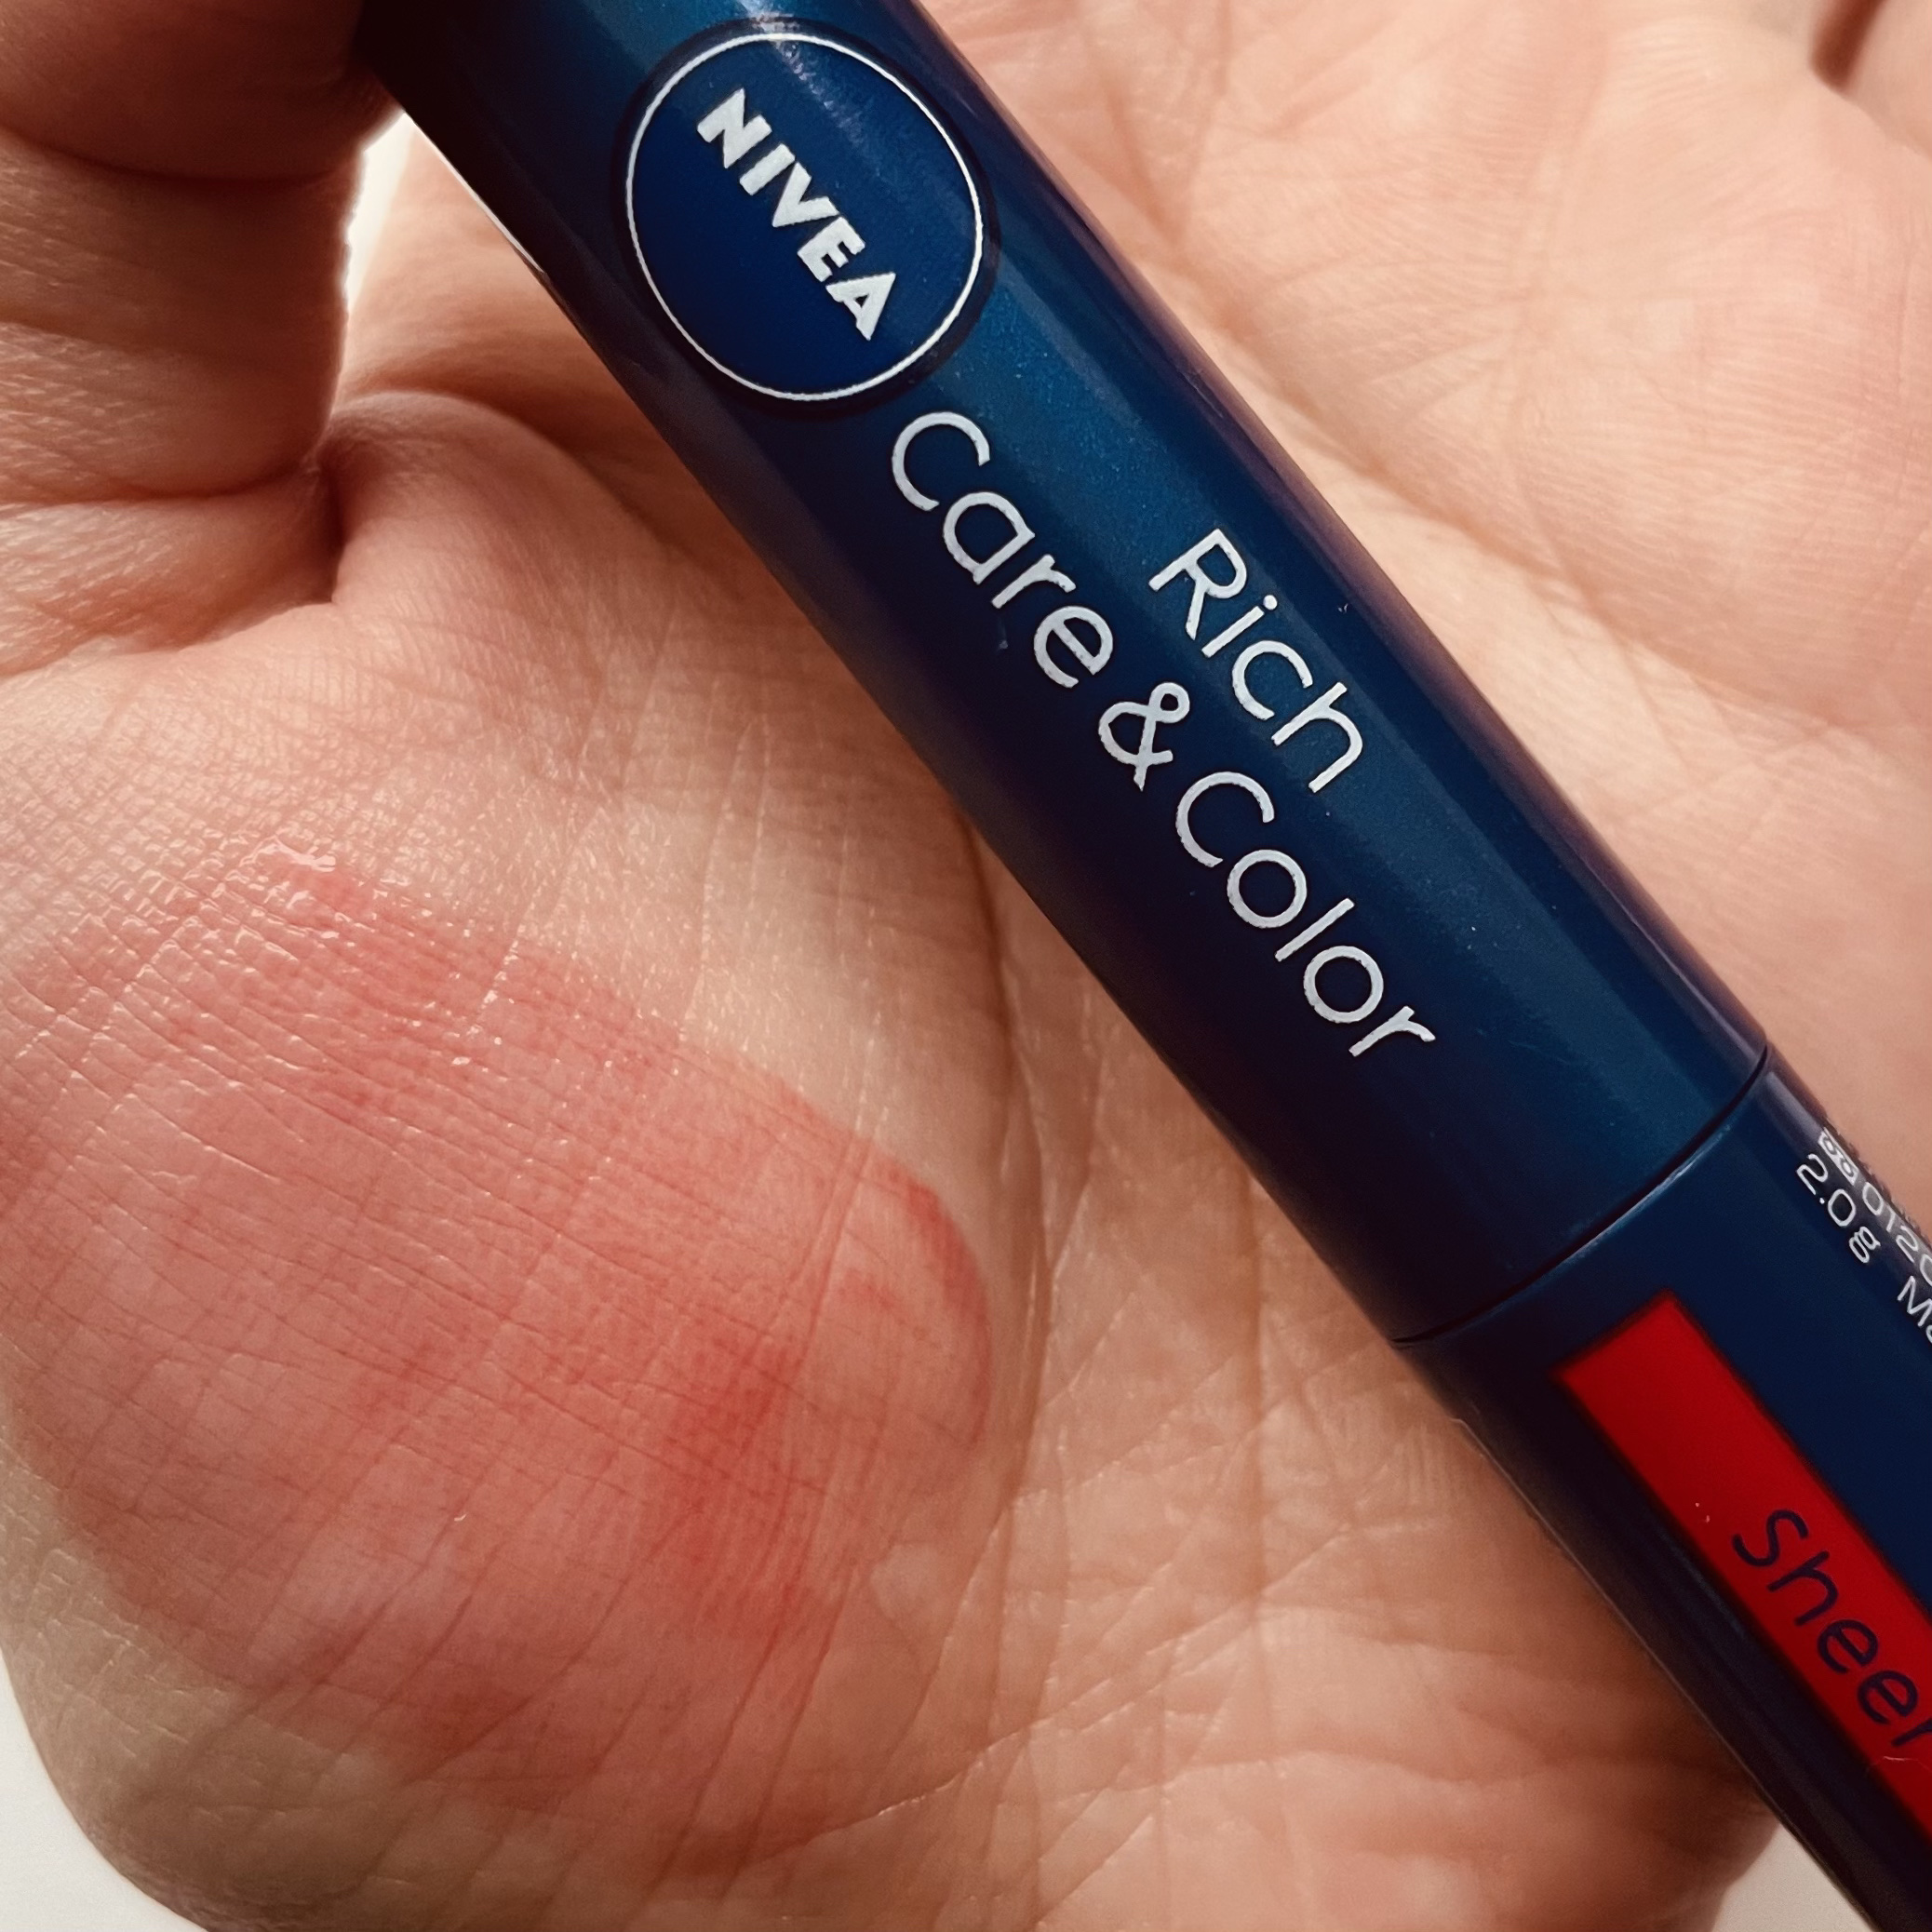 NIVEA
Rich
Care & Color
2.0g
Sheer